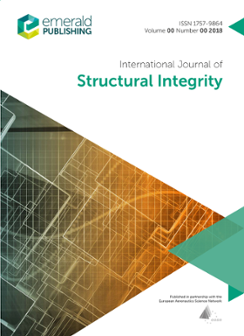 emerald
PUBLISHING
ISSN 1757-9864
Volume 00 Number 00 2018
International Journal of
Structural Integrity
Published in partnership with the
European Aeronautics Science Network